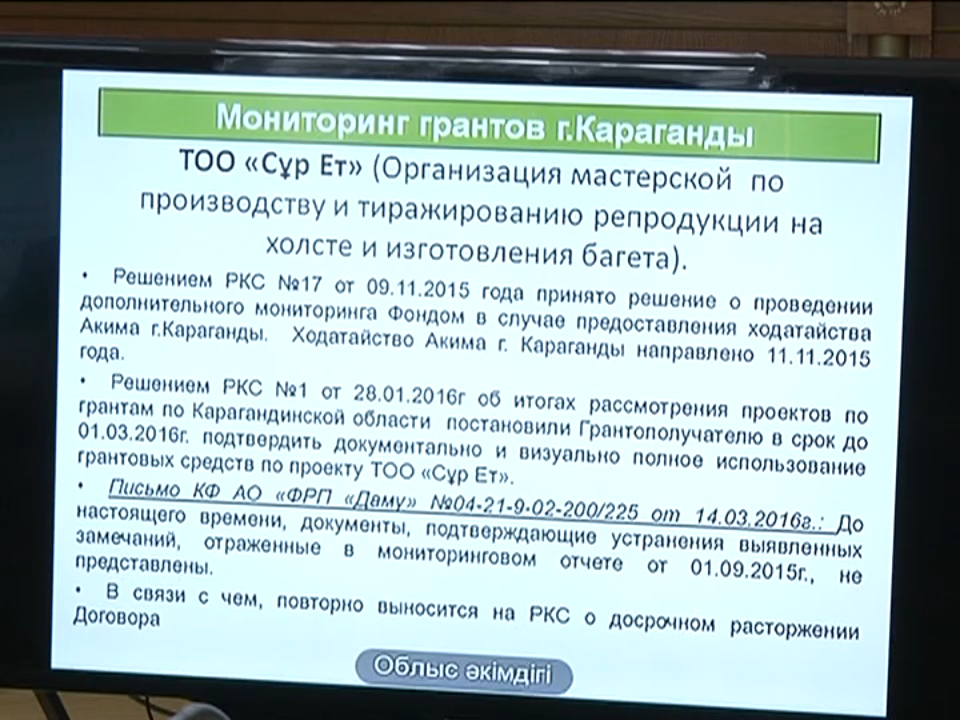 Мониторинг грантов г.Караганды
ТОО «Сұр Ет» (Организация мастерской по
производству и тиражированию репродукции на
холсте и изготовления багета).
• Решением РКС №17 от 09.11.2015 года принято решение о проведении
дополнительного мониторинга Фондом в случае предоставления ходатайства
Акима г.Караганды. Ходатайство Акима г. Караганды направлено 11.11.2015
года.
• Решением РКС №1 от 28.01.2016г об итогах рассмотрения проектов по
грантам по Карагандинской области постановили Грантополучателю в срок до
01.03.2016г. подтвердить документально и визуально полное использование
грантовых средств по проекту ТОО «Сұр Ет».
• Письмо КФ АО «ФРП «Даму» №04-21-9-02-200/225 от 14.03.2016г.: До
настоящего времени, документы, подтверждающие устранения выявленных
замечаний, отраженные в мониторинговом отчете от 01.09.2015г., не
представлены.
• В связи с чем, повторно выносится на РКС о досрочном расторжении
Договора
Облыс әкімдігі